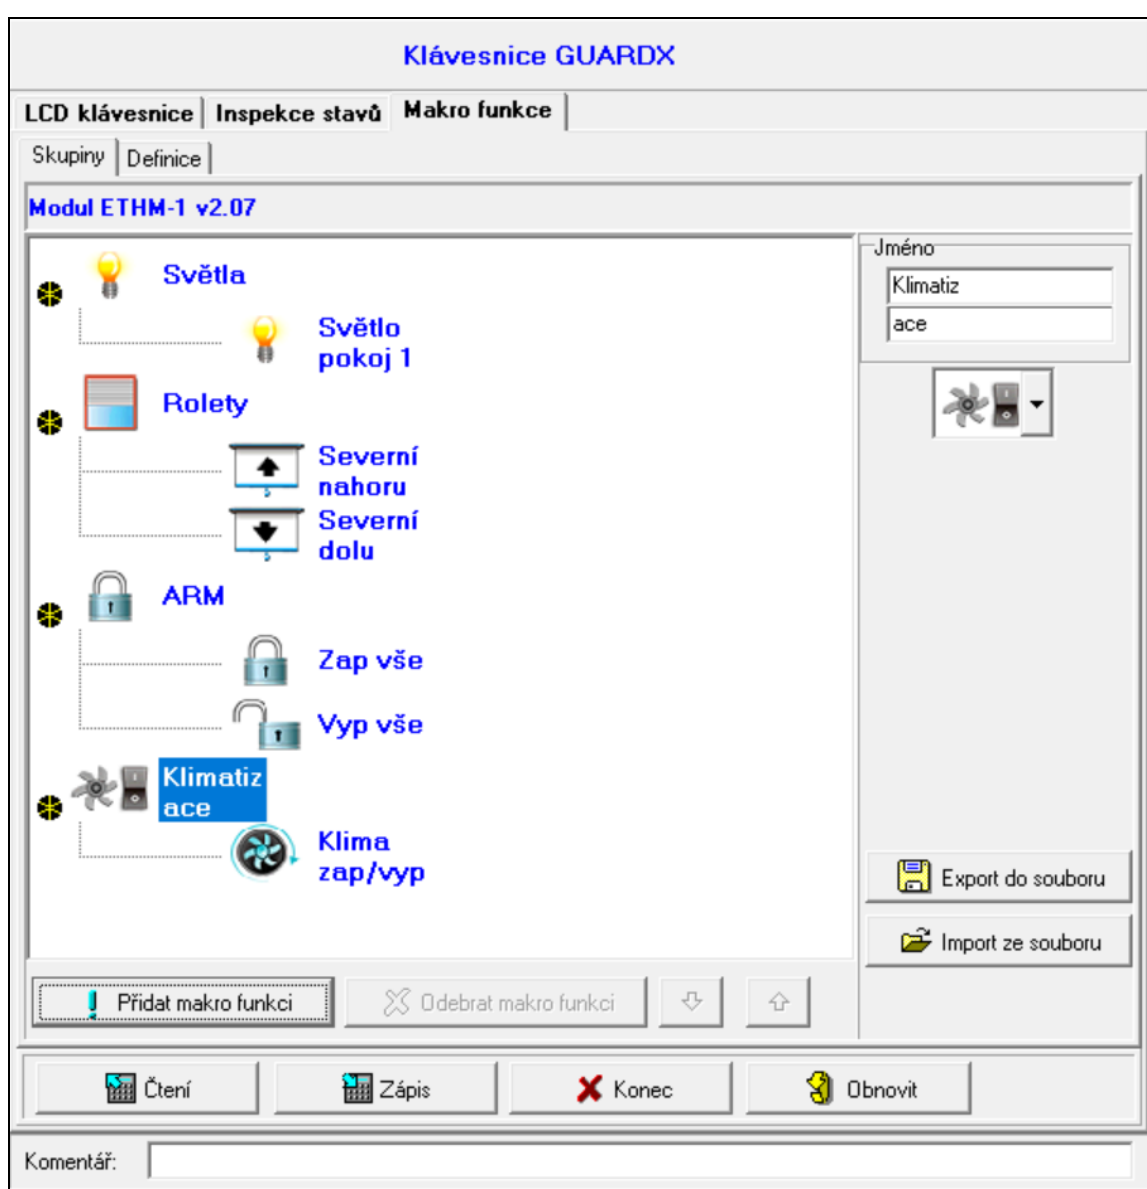 Klávesnice GUARDX
LCD klávesnice Inspekce stavů Makro funkce
Skupiny Definice
Modul ETHM-1 v2.07
Světla
Světlo
pokoj 1
Rolety
Severní
nahoru
Severní
dolu
ARM
Zap vše
Vyp vše
Klimatiz
ace
Klima
zap/vyp
Jméno
Klimatiz
ace
Export do souboru
Import ze souboru
Přidat makro funkci Odebrat makro funkci
Čtení Zápis Konec Obnovit
Komentář: